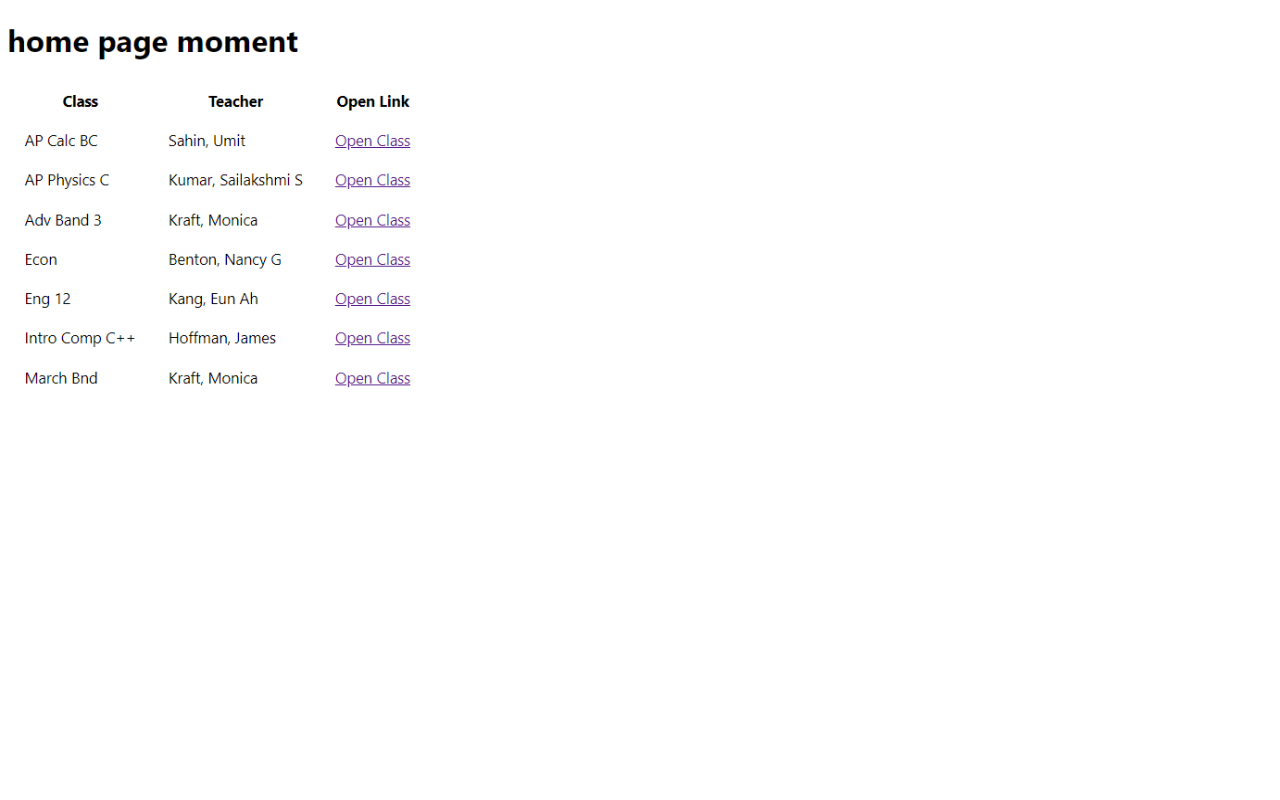 home page moment
Class Teacher Open Link
AP Calc BC Sahin, Umit Open Class
AP Physics C Kumar, Sailakshmi S Open Class
Adv Band 3 Kraft, Monica Open Class
Econ Benton, Nancy G Open Class
Eng 12 Kang, Eun Ah Open Class
Intro Comp C++ Hoffman, James Open Class
March Bnd Kraft, Monica Open Class